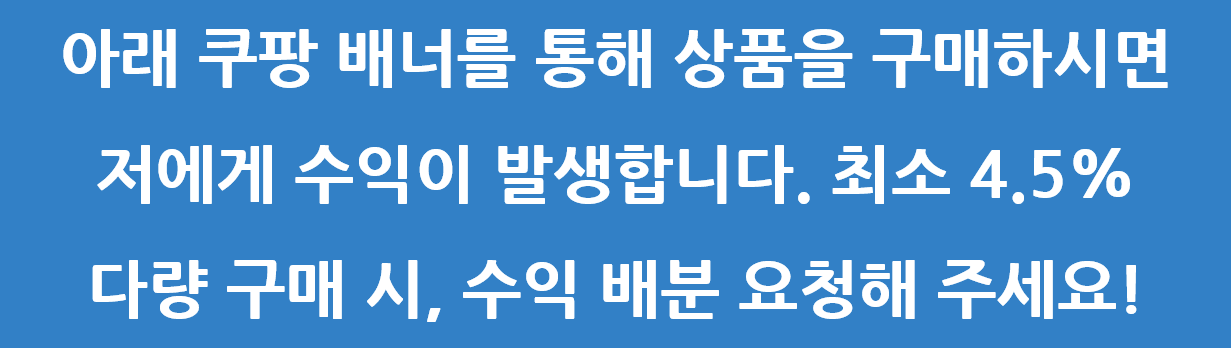 아래 쿠팡 배너를 통해 상품을 구매하시면
저에게 수익이 발생합니다. 최소 4.5%
다량 구매 시, 수익 배분 요청해 주세요!